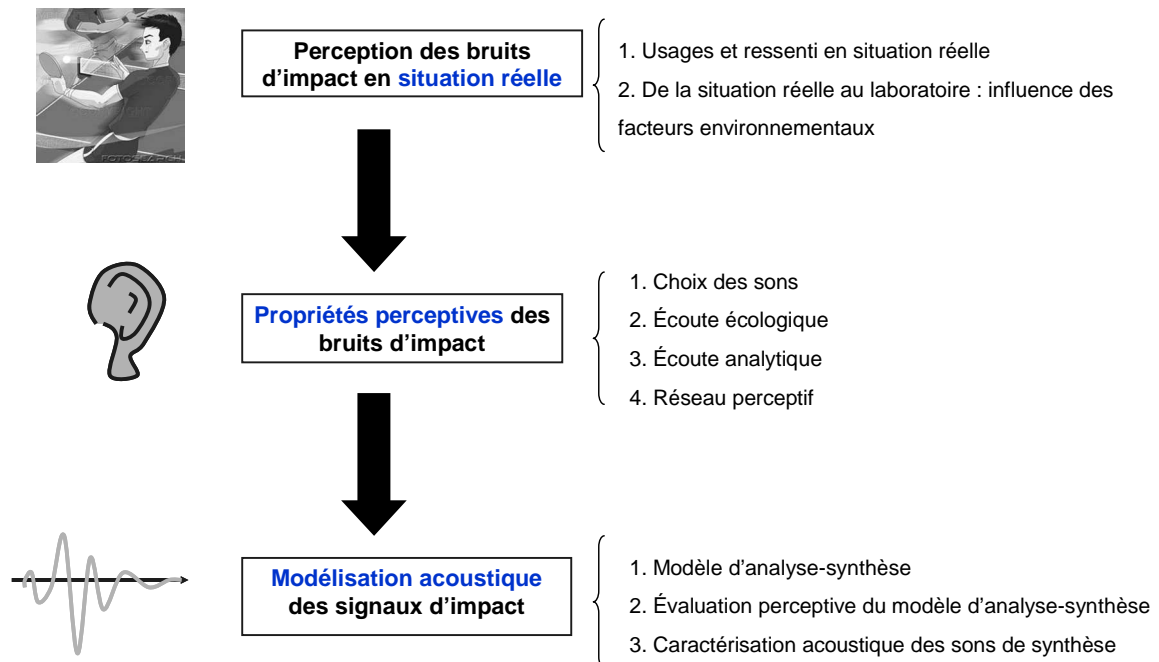 Perception des bruits
d’impact en situation réelle
1. Usages et ressenti en situation réelle
2. De la situation réelle au laboratoire : influence des
facteurs environnementaux
FOTOSEARCH
Propriétés perceptives des
bruits d’impact
1. Choix des sons
2. Écoute écologique
3. Écoute analytique
4. Réseau perceptif
Modélisation acoustique
des signaux d’impact
1. Modèle d’analyse-synthèse
2. Évaluation perceptive du modèle d’analyse-synthèse
3. Caractérisation acoustique des sons de synthèse